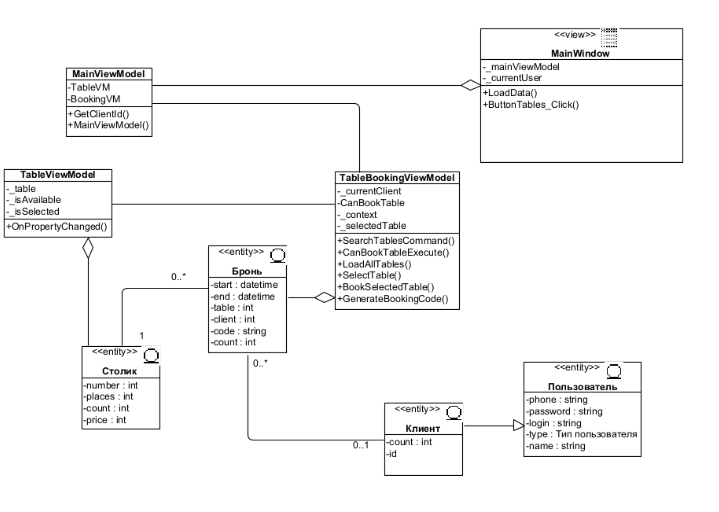 <<view>>
MainWindow
-_mainViewModel
-_currentUser
+LoadData()
+ButtonTables_Click()
MainViewModel
-TableVM
-BookingVM
+GetClientId()
+MainViewModel()
TableViewModel
-_table
-_isAvailable
-_isSelected
+OnPropertyChanged()
TableBookingViewModel
-_currentClient
-CanBookTable
-_context
-_selectedTable
+SearchTablesCommand()
+CanBookTableExecute()
+LoadAllTables()
+SelectTable()
+BookSelectedTable()
+GenerateBookingCode()
<<entity>>
Бронь
-start : datetime
-end : datetime
-table : int
-client : int
-code : string
-count : int
0..*
1
<<entity>>
Столик
-number : int
-places : int
-count : int
-price : int
0..*
0..1
<<entity>>
Клиент
-count : int
-id
<<entity>>
Пользователь
-phone : string
-password : string
-login : string
-type : Тип пользователя
-name : string